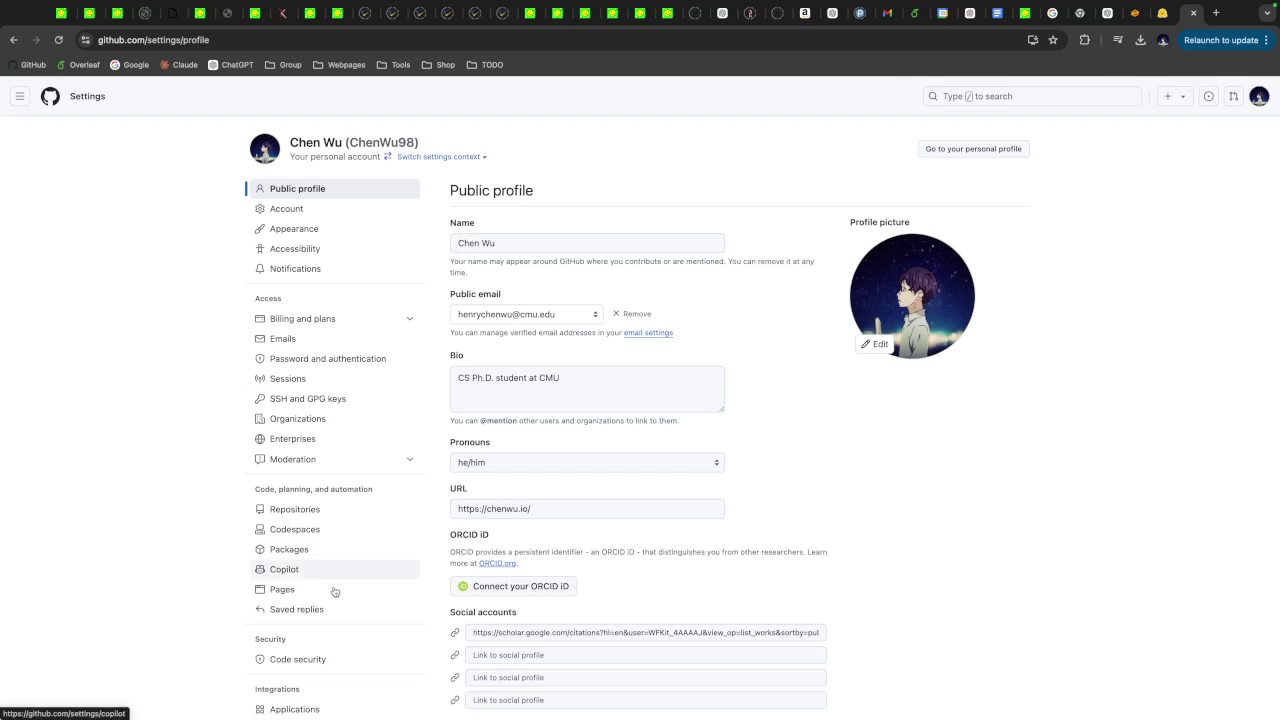 github.com/settings/profile
Relaunch to update
GitHub
Overleaf
Google
Claude
ChatGPT
Group
Webpages
Tools
Shop
TODO
Settings
Type / to search
Chen Wu (ChenWu98)
Your personal account
Switch settings context
Go to your personal profile
Public profile
Account
Appearance
Accessibility
Notifications
Access
Billing and plans
Emails
Password and authentication
Sessions
SSH and GPG keys
Organizations
Enterprises
Moderation
Code, planning, and automation
Repositories
Codespaces
Packages
Copilot
Pages
Saved replies
Security
Code security
Integrations
Applications
Public profile
Name
Chen Wu
Your name may appear around GitHub where you contribute or are mentioned. You can remove it at any
time.
Public email
henrychenwu@cmu.edu
Remove
You can manage verified email addresses in your email settings
Bio
CS Ph.D. student at CMU
You can @mention other users and organizations to link to them.
Pronouns
he/him
URL
https://chenwu.io/
ORCID iD
ORCID provides a persistent identifier - an ORCID iD - that distinguishes you from other researchers. Learn
more at ORCID.org.
iD Connect your ORCID iD
Social accounts
https://scholar.google.com/citations?hl=en&user=WFKit_4AAAAJ&view_op=list_works&sortby=pul
Link to social profile
Link to social profile
Link to social profile
Profile picture
Edit
https://github.com/settings/copilot